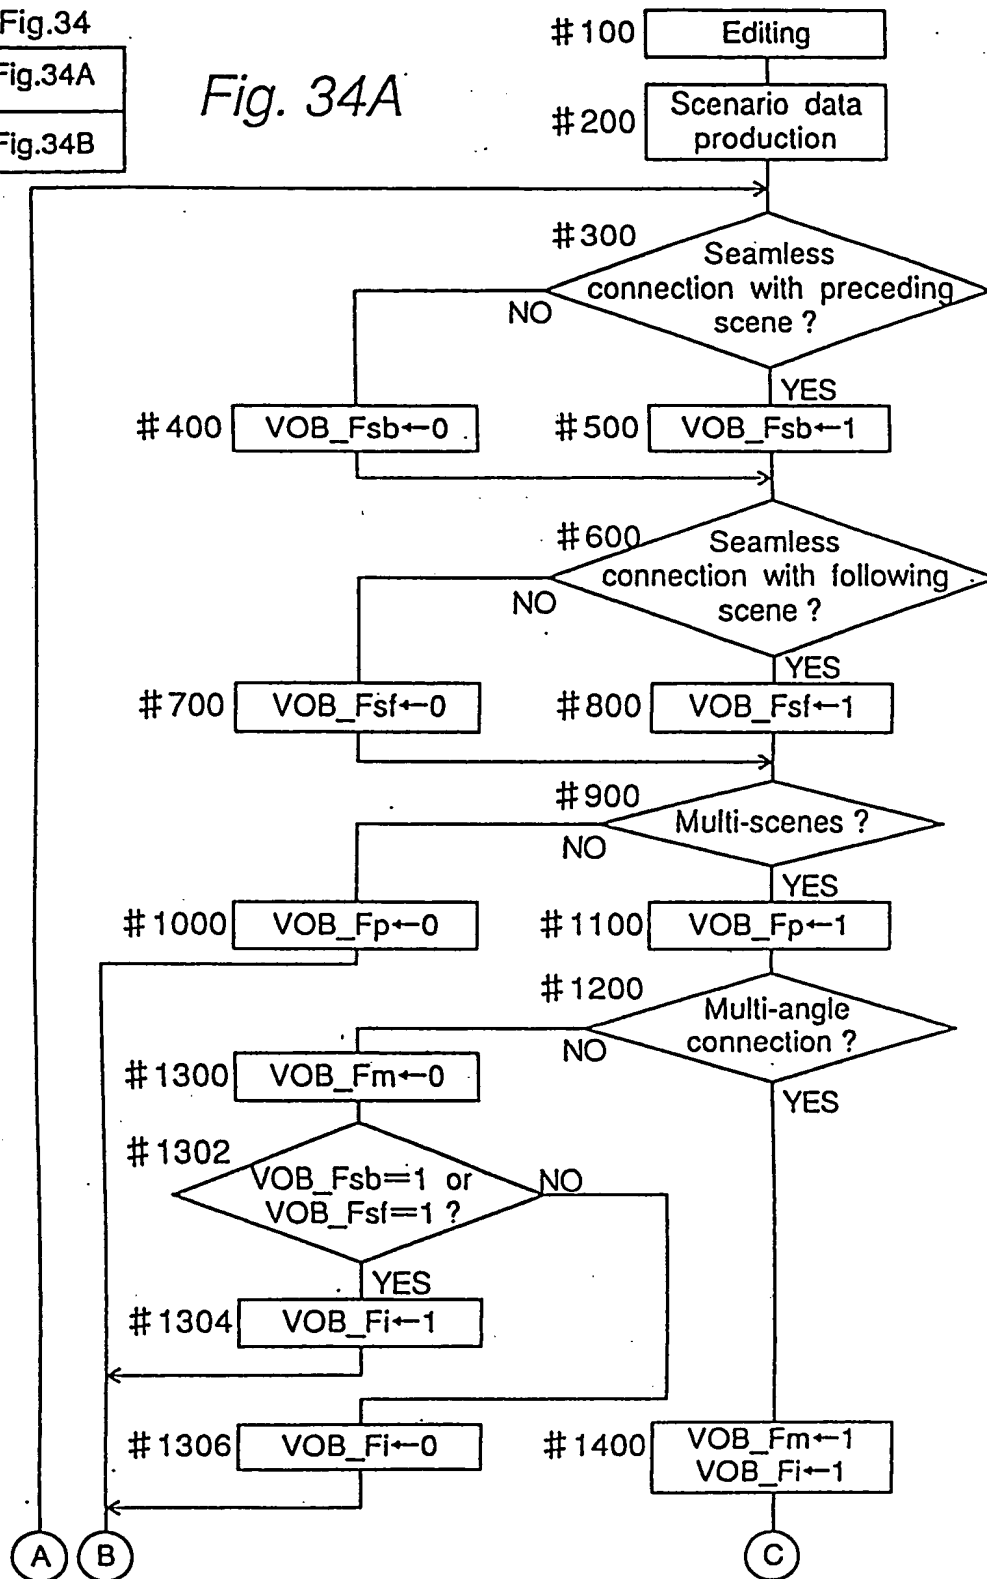 Fig.34
Fig.34A
Fig.34B
Fig. 34A
#100 Editing
#200 Scenario data
production
#300 Seamless
connection with preceding
scene ?
NO
YES
#400 VOB_Fsb←0
#500 VOB_Fsb←1
#600 Seamless
connection with following
scene ?
NO
YES
#700 VOB_Fsf←0
#800 VOB_Fsf←1
#900 Multi-scenes ?
NO
YES
#1000 VOB_Fp←0
#1100 VOB_Fp←1
#1200 Multi-angle
connection ?
NO
YES
#1300 VOB_Fm←0
#1302 VOB_Fsb=1 or
VOB_Fsf=1 ?
NO
YES
#1304 VOB_Fi←1
#1306 VOB_Fi←0
#1400 VOB_Fm←1
VOB_Fi←1
A
B
C